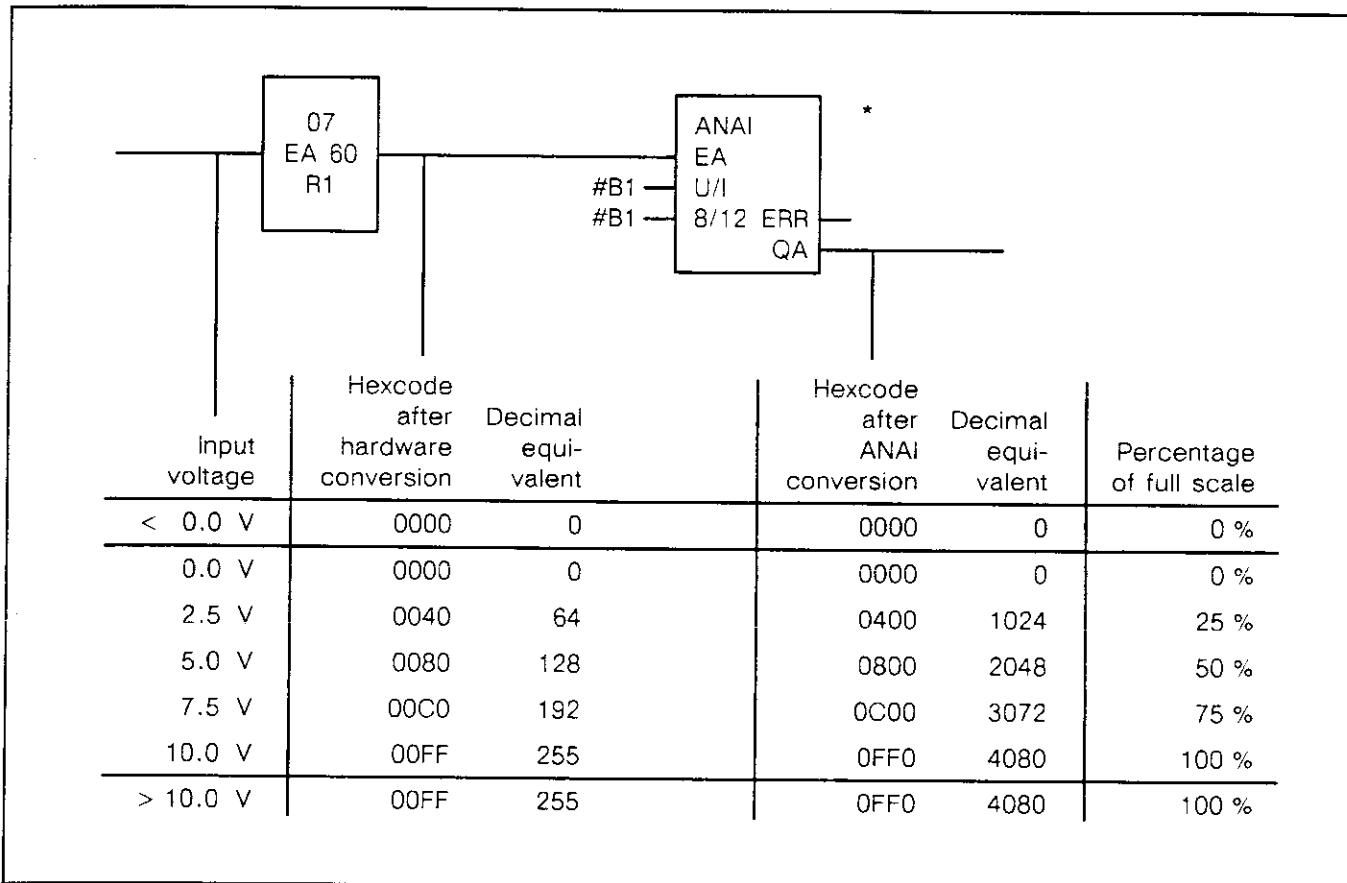 07
EA 60
R1
ANAI
EA
U/I
8/12 ERR
QA
*
#B1
#B1
Input voltage | Hexcode after hardware conversion | Decimal equi-valent | Hexcode after ANAI conversion | Decimal equi-valent | Percentage of full scale
< 0.0 V 0000 0 0000 0 0 %
0.0 V 0000 0 0000 0 0 %
2.5 V 0040 64 0400 1024 25 %
5.0 V 0080 128 0800 2048 50 %
7.5 V 00C0 192 0C00 3072 75 %
10.0 V 00FF 255 0FF0 4080 100 %
> 10.0 V 00FF 255 0FF0 4080 100 %